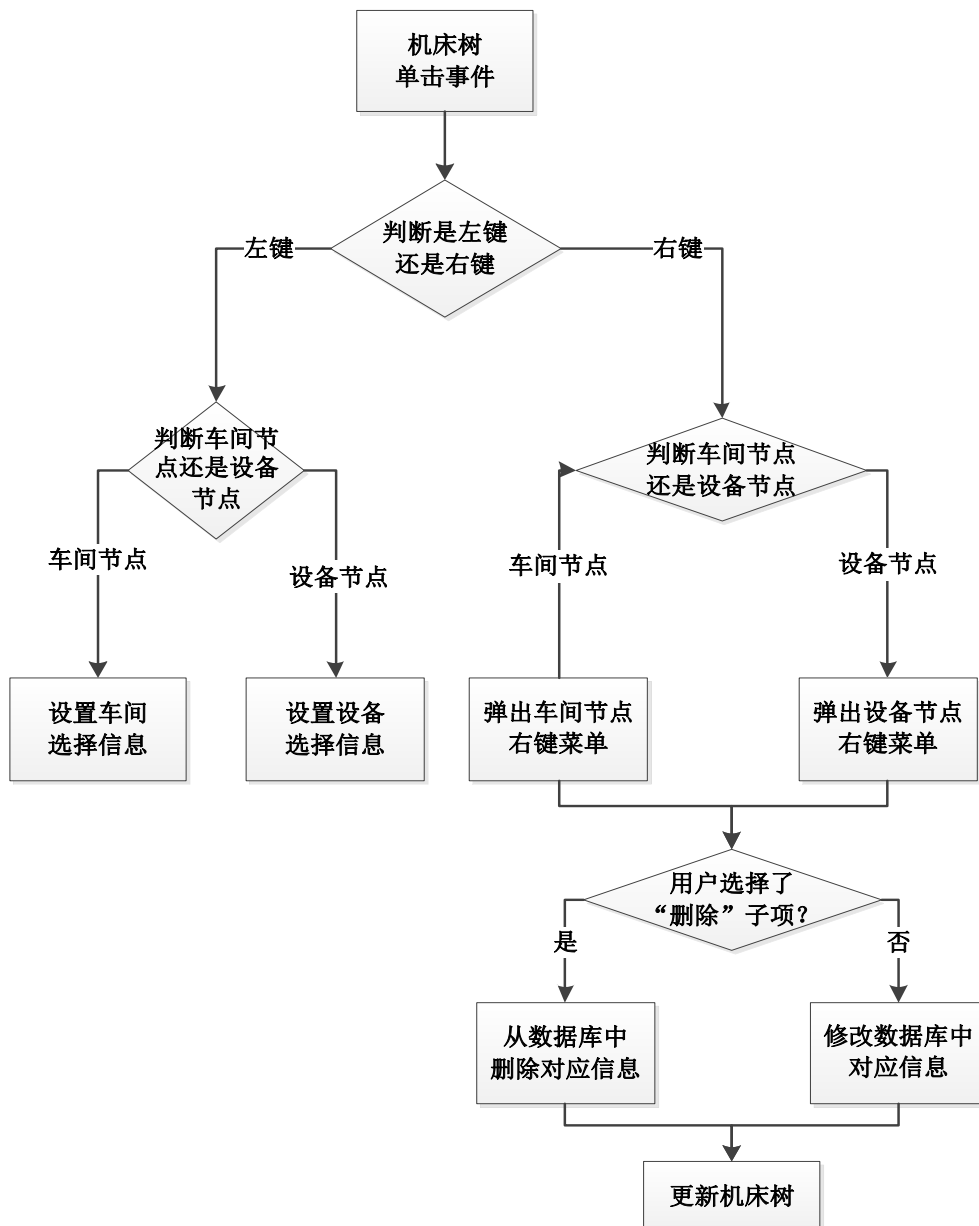 机床树
单击事件
判断是左键
还是右键
左键
右键
判断车间节
点还是设备
节点
判断车间节点
还是设备节点
车间节点
设备节点
车间节点
设备节点
设置车间
选择信息
设置设备
选择信息
弹出车间节点
右键菜单
弹出设备节点
右键菜单
用户选择了
“删除”子项？
是
否
从数据库中
删除对应信息
修改数据库中
对应信息
更新机床树